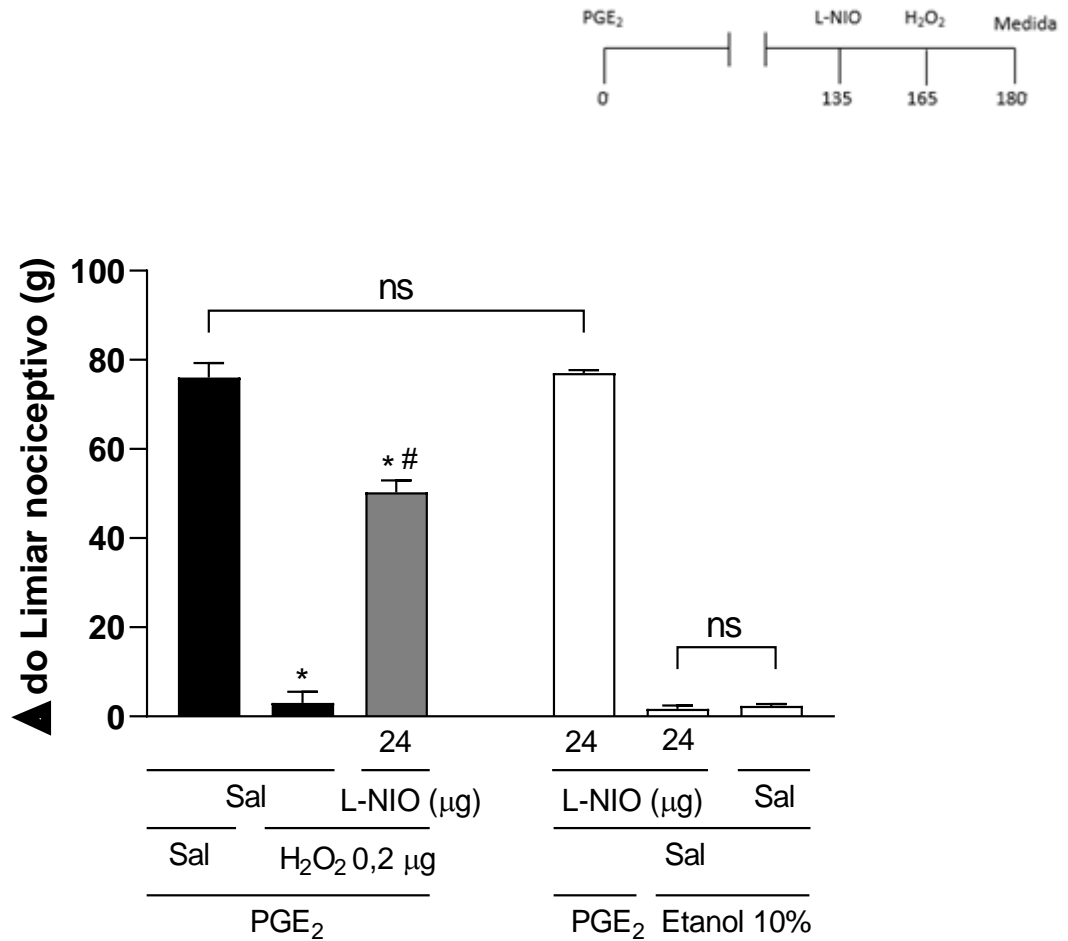 PGE₂ L-NIO H₂O₂ Medida
0 135 165 180
▲ do Limiar nociceptivo (g)
100
80
60
40
20
0
ns
*
* #
ns
24 24 24
Sal L-NIO (μg) L-NIO (μg) Sal
Sal H₂O₂ 0,2 μg Sal
PGE₂ PGE₂ Etanol 10%